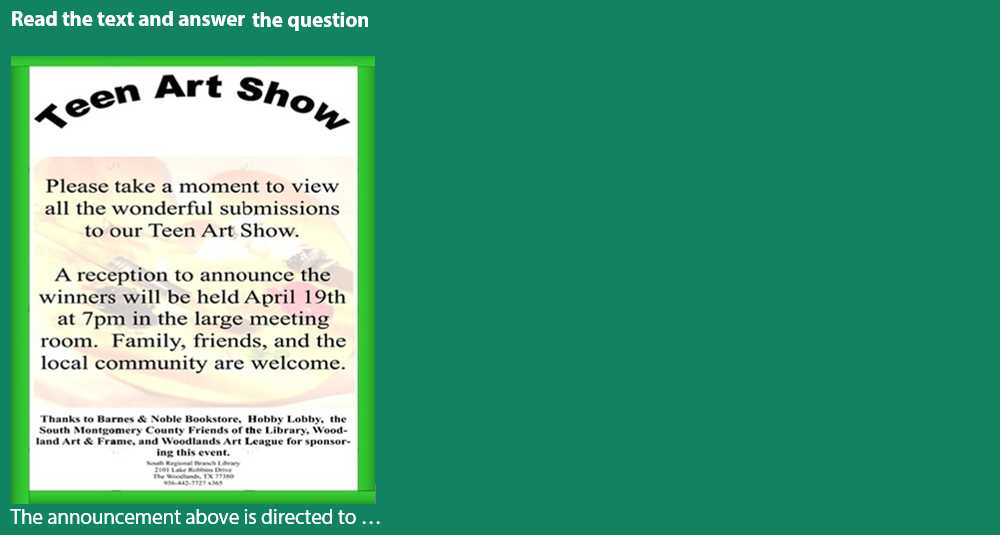 Read the text and answer the question
Teen Art Show
Please take a moment to view
all the wonderful submissions
to our Teen Art Show.
A reception to announce the
winners will be held April 19th
at 7pm in the large meeting
room. Family, friends, and the
local community are welcome.
Thanks to Barnes & Noble Bookstore, Hobby Lobby, the
South Montgomery County Friends of the Library, Wood-
land Art & Frame, and Woodlands Art League for sponsor-
ing this event.
South Regional Branch Library
2101 Lake Robbins Drive
The Woodlands, TX 77380
936-442-7727 x365
The announcement above is directed to …